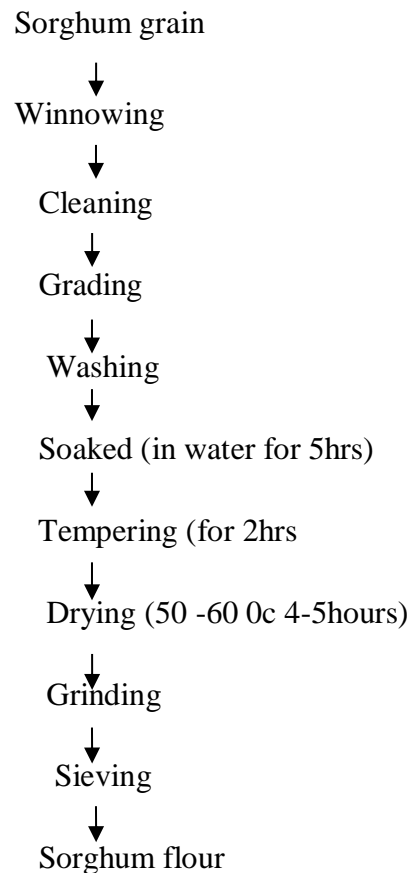 Sorghum grain
Winnowing
Cleaning
Grading
Washing
Soaked (in water for 5hrs)
Tempering (for 2hrs
Drying (50 -60 0c 4-5hours)
Grinding
Sieving
Sorghum flour